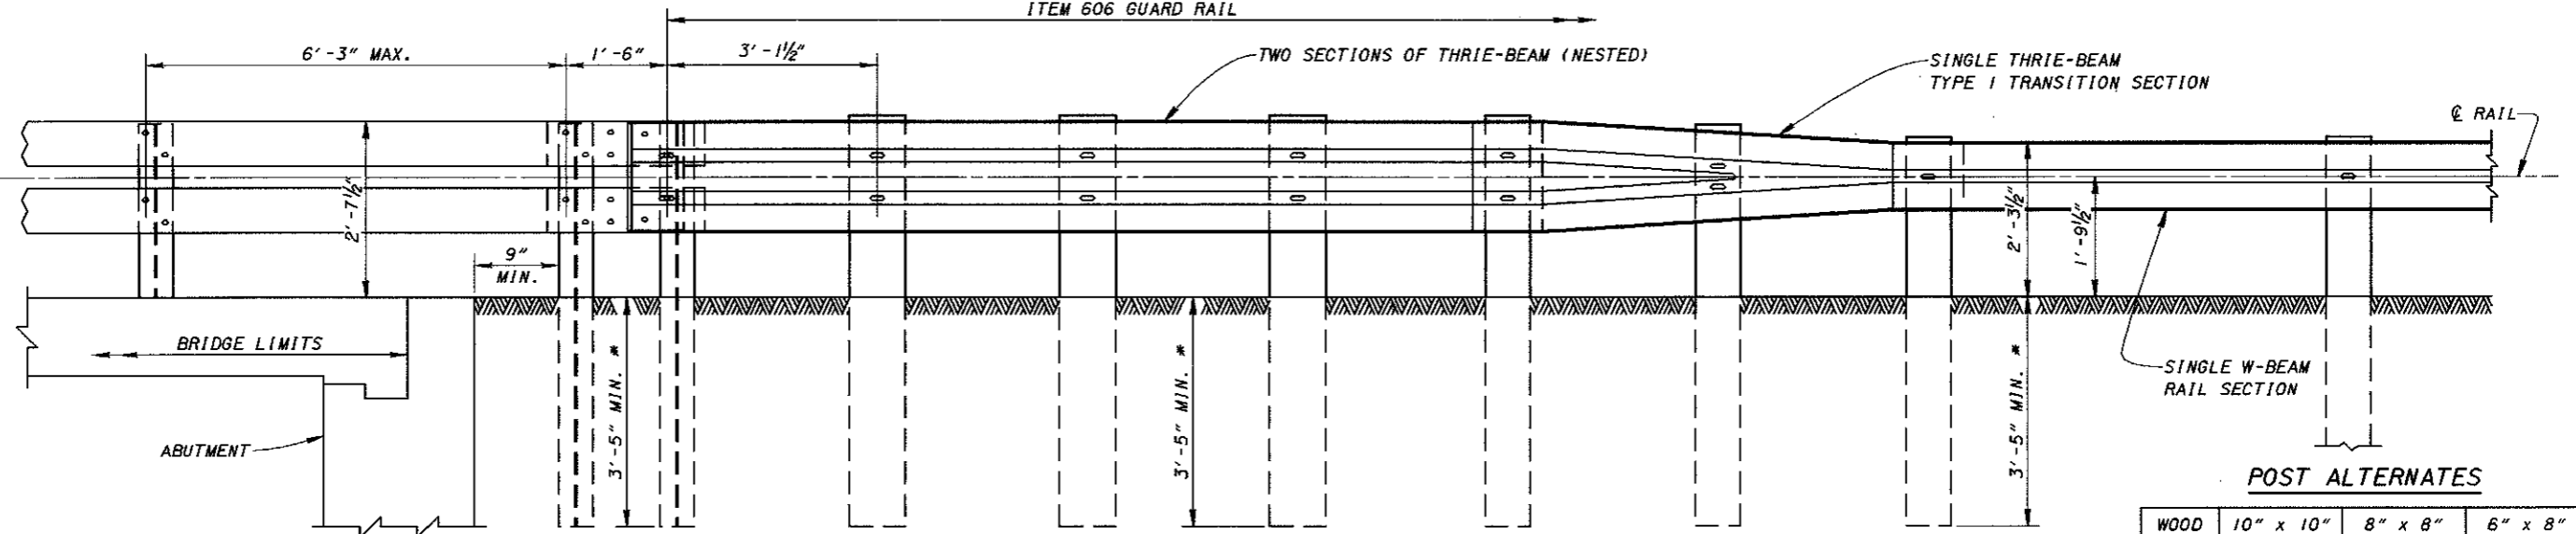 ITEM 606 GUARD RAIL
6'-3" MAX.
1'-6"
3'-1½"
TWO SECTIONS OF THRIE-BEAM (NESTED)
SINGLE THRIE-BEAM
TYPE 1 TRANSITION SECTION
℄ RAIL
2'-7½"
9"
MIN.
2'-3½"
1'-9½"
BRIDGE LIMITS
ABUTMENT
3'-5" MIN. *
3'-5" MIN. *
3'-5" MIN. *
SINGLE W-BEAM
RAIL SECTION
POST ALTERNATES
WOOD 10" x 10" 8" x 8" 6" x 8"